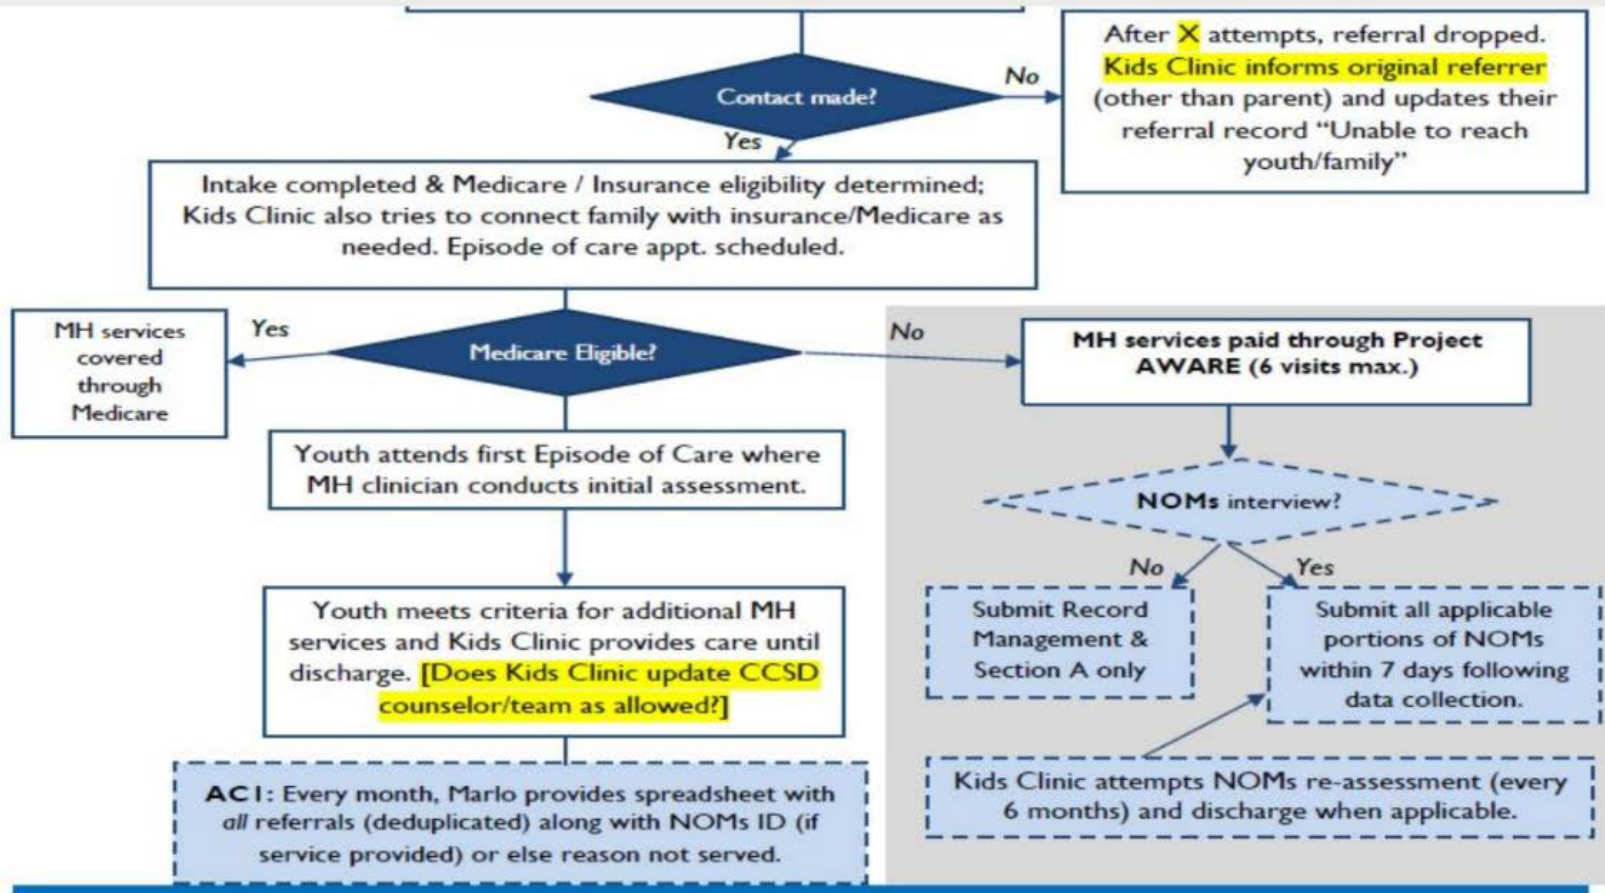 After X attempts, referral dropped.
Kids Clinic informs original referrer
(other than parent) and updates their
referral record “Unable to reach
youth/family”
No
Contact made?
Yes
Intake completed & Medicare / Insurance eligibility determined;
Kids Clinic also tries to connect family with insurance/Medicare as
needed. Episode of care appt. scheduled.
MH services
covered
through
Medicare
Yes
Medicare Eligible?
No
MH services paid through Project
AWARE (6 visits max.)
Youth attends first Episode of Care where
MH clinician conducts initial assessment.
NOMs interview?
No
Yes
Youth meets criteria for additional MH
services and Kids Clinic provides care until
discharge. [Does Kids Clinic update CCSD
counselor/team as allowed?]
Submit Record
Management &
Section A only
Submit all applicable
portions of NOMs
within 7 days following
data collection.
AC1: Every month, Marlo provides spreadsheet with
all referrals (deduplicated) along with NOMs ID (if
service provided) or else reason not served.
Kids Clinic attempts NOMs re-assessment (every
6 months) and discharge when applicable.